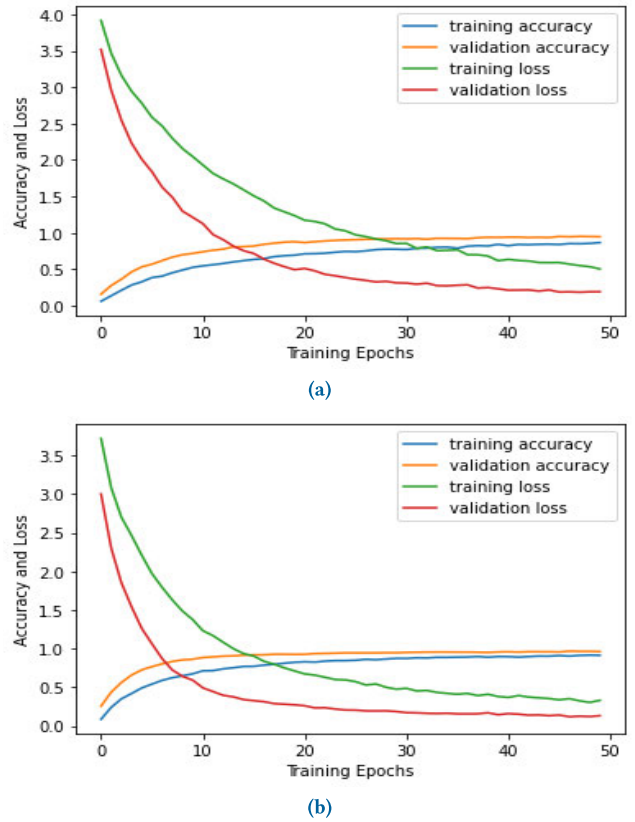 4.0
3.5
3.0
2.5
2.0
1.5
1.0
0.5
0.0
Accuracy and Loss
training accuracy
validation accuracy
training loss
validation loss
0 10 20 30 40 50
Training Epochs
(a)
3.5
3.0
2.5
2.0
1.5
1.0
0.5
0.0
Accuracy and Loss
training accuracy
validation accuracy
training loss
validation loss
0 10 20 30 40 50
Training Epochs
(b)